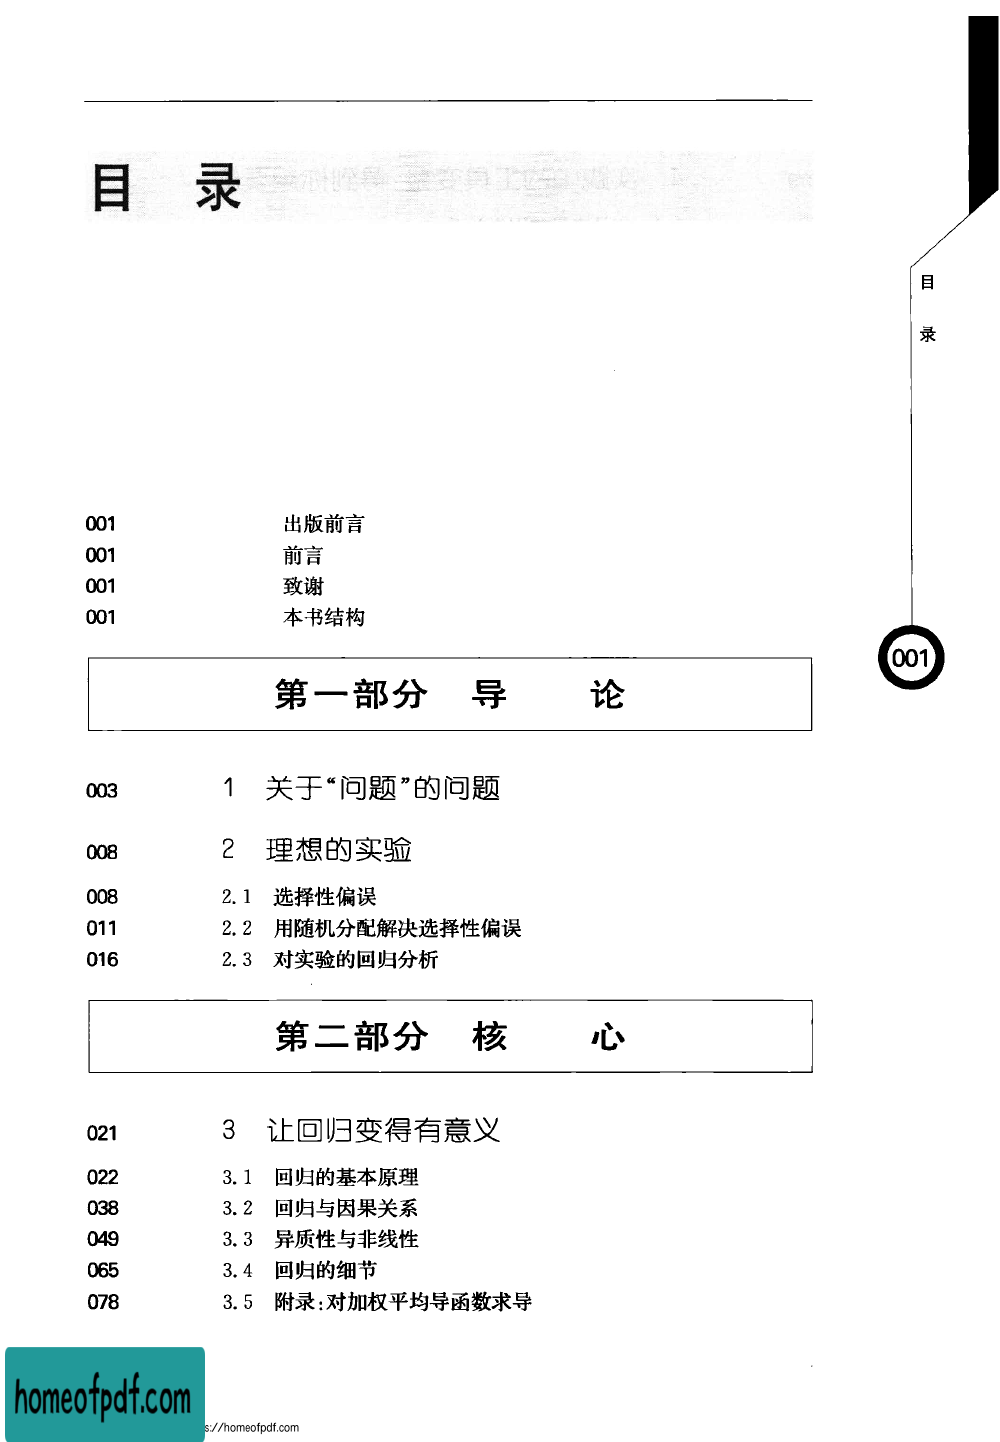 目 录
目
录
001 出版前言
001 前言
001 致谢
001 本书结构
001
第一部分 导 论
003 1 关于“问题”的问题
008 2 理想的实验
008 2.1 选择性偏误
011 2.2 用随机分配解决选择性偏误
016 2.3 对实验的回归分析
第二部分 核 心
021 3 让回归变得有意义
022 3.1 回归的基本原理
038 3.2 回归与因果关系
049 3.3 异质性与非线性
065 3.4 回归的细节
078 3.5 附录:对加权平均导函数求导
homeofpdf.com
s://homeofpdf.com